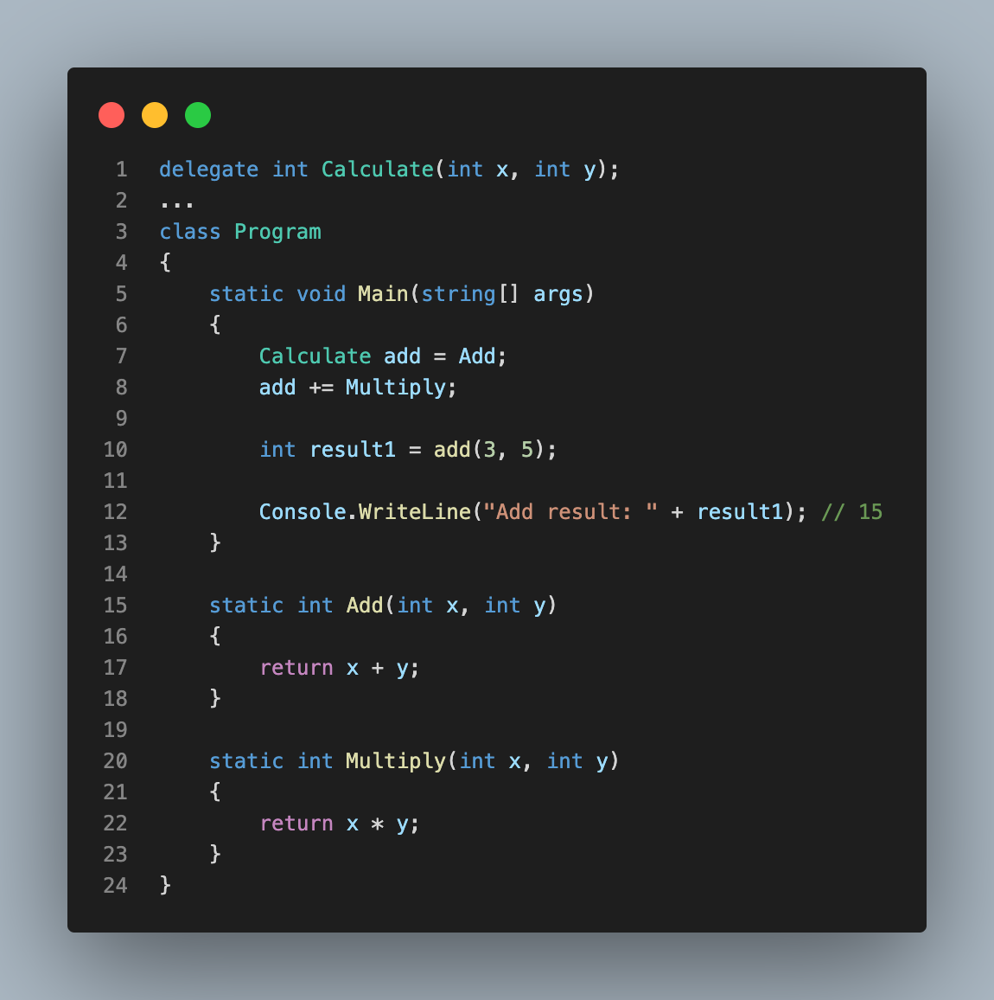 1 delegate int Calculate(int x, int y);
2 ...
3 class Program
4 {
5     static void Main(string[] args)
6     {
7         Calculate add = Add;
8         add += Multiply;
9
10         int result1 = add(3, 5);
11
12         Console.WriteLine("Add result: " + result1); // 15
13     }
14
15     static int Add(int x, int y)
16     {
17         return x + y;
18     }
19
20     static int Multiply(int x, int y)
21     {
22         return x * y;
23     }
24 }